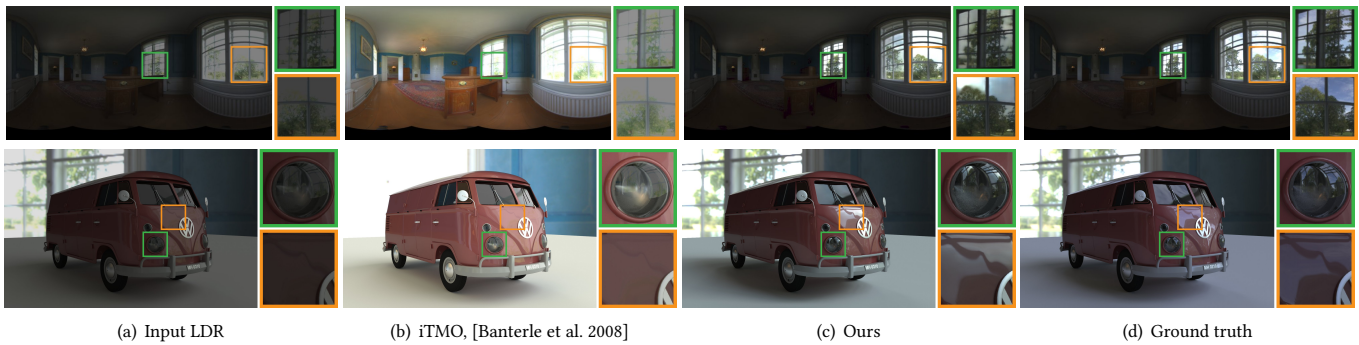 (a) Input LDR
(b) iTMO, [Banterle et al. 2008]
(c) Ours
(d) Ground truth